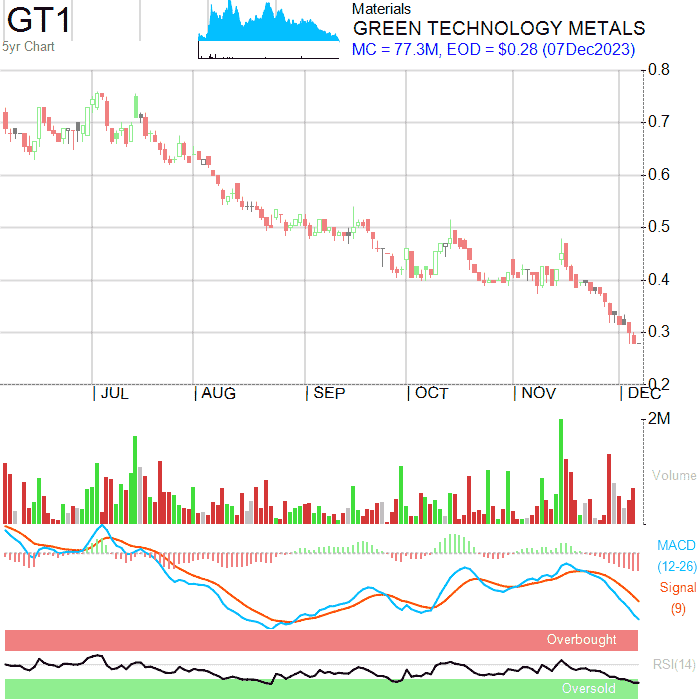 GT1
5yr Chart
Materials
GREEN TECHNOLOGY METALS
MC = 77.3M, EOD = $0.28 (07Dec2023)
0.8
0.7
0.6
0.5
0.4
0.3
0.2
JUL AUG SEP OCT NOV DEC
2M
Volume
MACD
(12-26)
Signal
(9)
Overbought
RSI(14)
Oversold